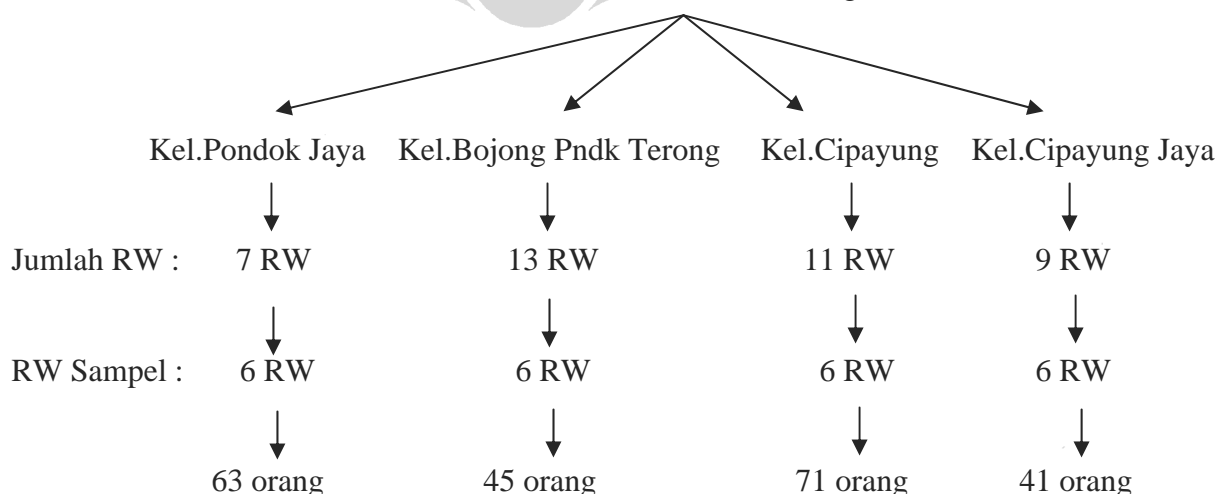 Kel.Pondok Jaya Kel.Bojong Pndk Terong Kel.Cipayung Kel.Cipayung Jaya
Jumlah RW : 7 RW 13 RW 11 RW 9 RW
RW Sampel : 6 RW 6 RW 6 RW 6 RW
63 orang 45 orang 71 orang 41 orang